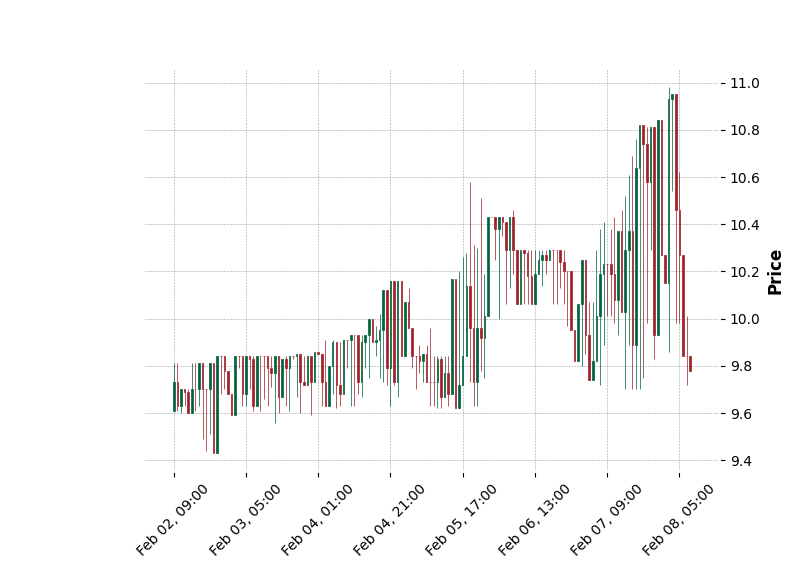 11.0
10.8
10.6
10.4
10.2
10.0
9.8
9.6
9.4
Price
Feb 02, 09:00
Feb 03, 05:00
Feb 04, 01:00
Feb 04, 21:00
Feb 05, 17:00
Feb 06, 13:00
Feb 07, 09:00
Feb 08, 05:00